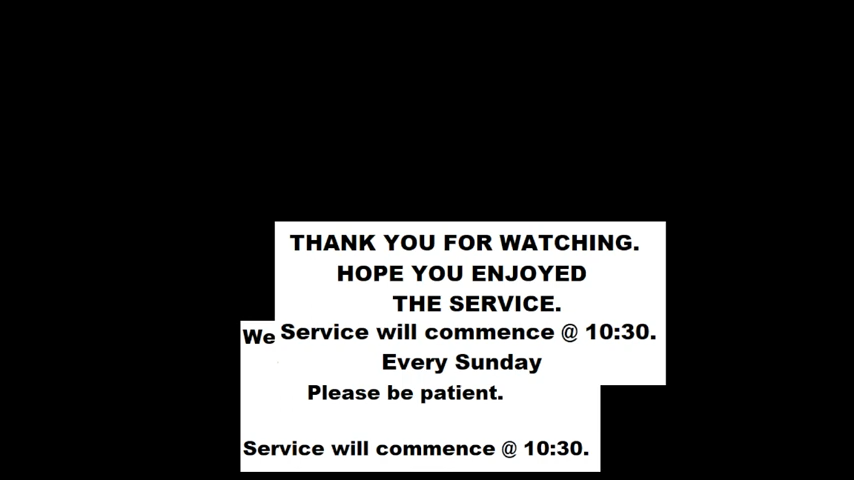 THANK YOU FOR WATCHING.
HOPE YOU ENJOYED
THE SERVICE.
Service will commence @ 10:30.
Every Sunday
We
Please be patient.
Service will commence @ 10:30.